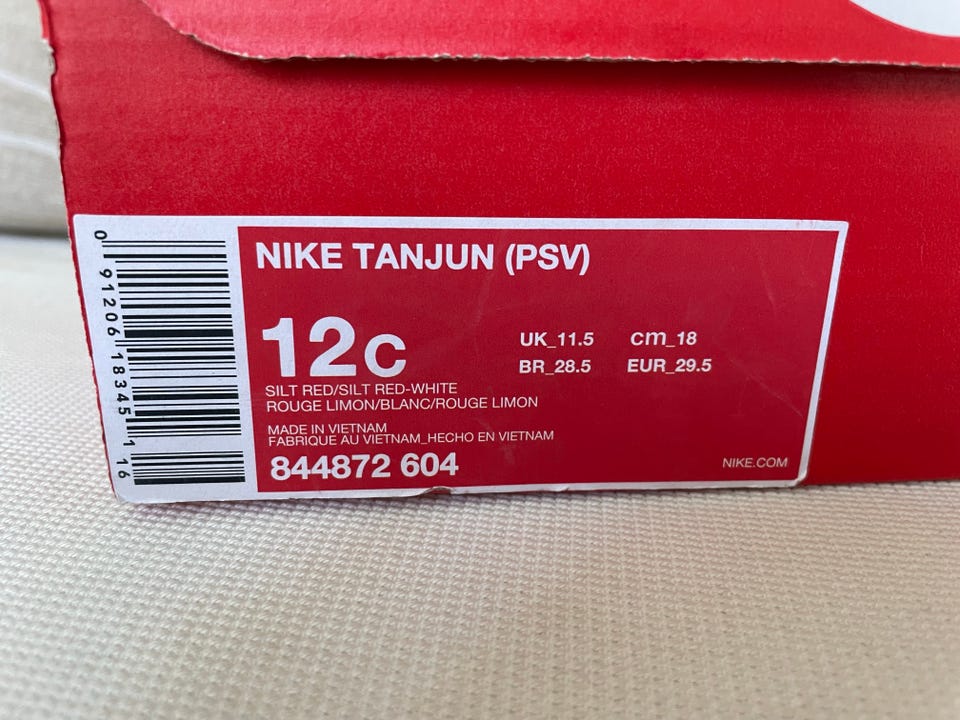 0 91206 18345 1 16
NIKE TANJUN (PSV)
12C
UK_11.5 cm_18
BR_28.5 EUR_29.5
SILT RED/SILT RED-WHITE
ROUGE LIMON/BLANC/ROUGE LIMON
MADE IN VIETNAM
FABRIQUE AU VIETNAM_HECHO EN VIETNAM
844872 604
NIKE.COM